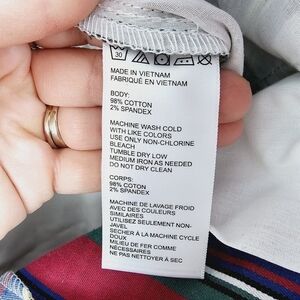 30
MADE IN VIETNAM
FABRIQUÉ EN VIETNAM
BODY:
98% COTTON
2% SPANDEX
MACHINE WASH COLD
WITH LIKE COLORS
USE ONLY NON-CHLORINE
BLEACH
TUMBLE DRY LOW
MEDIUM IRON AS NEEDED
DO NOT DRY CLEAN
CORPS:
98% COTON
2% SPANDEX
MACHINE DE LAVAGE FROID
AVEC DES COULEURS
SIMILAIRES
UTILISEZ SEULEMENT NON-
JAVEL
SECHER À LA MACHINE CYCLE
DOUX
MILIEU DE FER COMME
NÉCESSAIRE
NE PAS NETTOYER A SEC